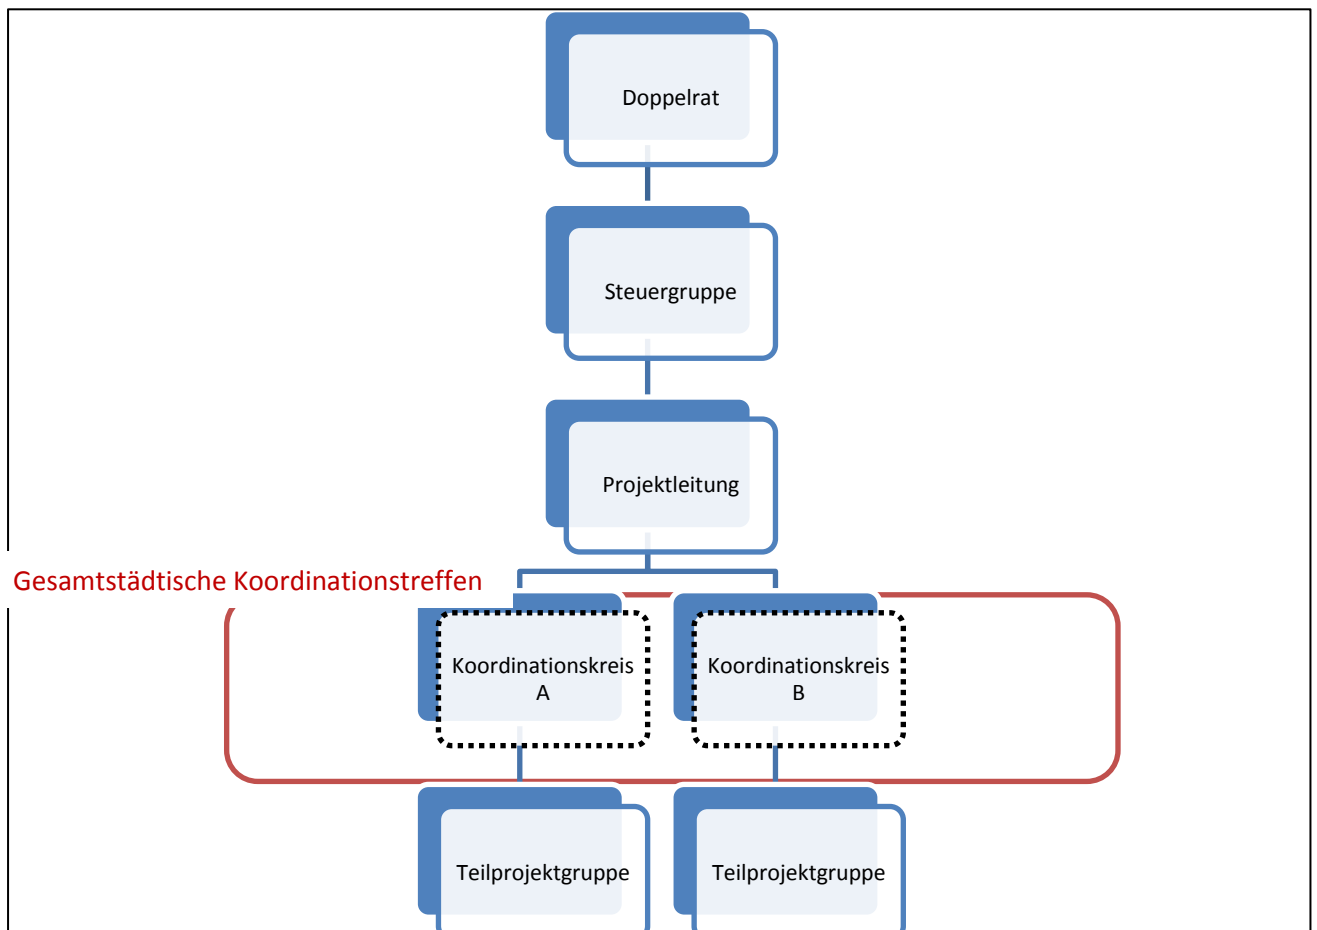 Doppelrat
Steuergruppe
Projektleitung
Gesamtstädtische Koordinationstreffen
Koordinationskreis
A
Koordinationskreis
B
Teilprojektgruppe
Teilprojektgruppe